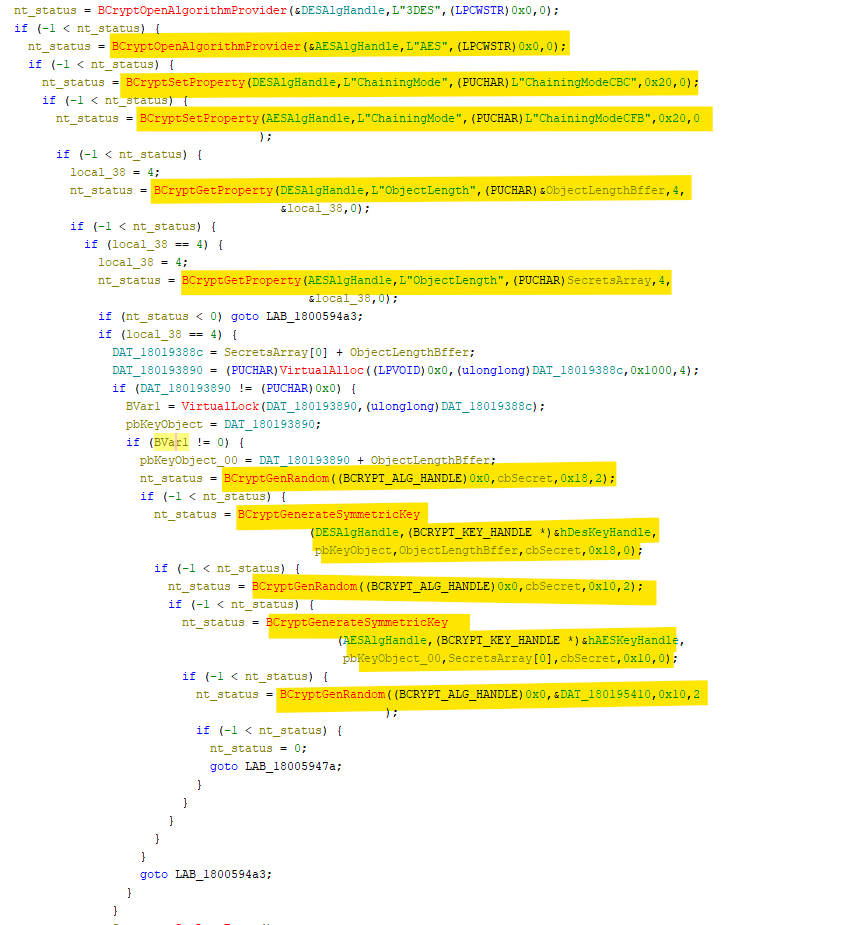 nt_status = BCryptOpenAlgorithmProvider(&DESAlgHandle,L"3DES",(LPCWSTR)0x0,0);
if (-1 < nt_status) {
nt_status = BCryptOpenAlgorithmProvider(&AESAlgHandle,L"AES",(LPCWSTR)0x0,0);
if (-1 < nt_status) {
nt_status = BCryptSetProperty(DESAlgHandle,L"ChainingMode",(PUCHAR)L"ChainingModeCBC",0x20,0);
if (-1 < nt_status) {
nt_status = BCryptSetProperty(AESAlgHandle,L"ChainingMode",(PUCHAR)L"ChainingModeCFB",0x20,0
);
if (-1 < nt_status) {
local_38 = 4;
nt_status = BCryptGetProperty(DESAlgHandle,L"ObjectLength",(PUCHAR)&ObjectLengthBffer,4,
&local_38,0);
if (-1 < nt_status) {
if (local_38 == 4) {
local_38 = 4;
nt_status = BCryptGetProperty(AESAlgHandle,L"ObjectLength",(PUCHAR)SecretsArray,4,
&local_38,0);
if (nt_status < 0) goto LAB_1800594a3;
if (local_38 == 4) {
DAT_18019388c = SecretsArray[0] + ObjectLengthBffer;
DAT_180193890 = (PUCHAR)VirtualAlloc((LPVOID)0x0,(ulonglong)DAT_18019388c,0x1000,4);
if (DAT_180193890 != (PUCHAR)0x0) {
BVar1 = VirtualLock(DAT_180193890,(ulonglong)DAT_18019388c);
pbKeyObject = DAT_180193890;
if (BVar1 != 0) {
pbKeyObject_00 = DAT_180193890 + ObjectLengthBffer;
nt_status = BCryptGenRandom((BCRYPT_ALG_HANDLE)0x0,cbSecret,0x18,2);
if (-1 < nt_status) {
nt_status = BCryptGenerateSymmetricKey
(DESAlgHandle,(BCRYPT_KEY_HANDLE *)&hDesKeyHandle,
pbKeyObject,ObjectLengthBffer,cbSecret,0x18,0);
if (-1 < nt_status) {
nt_status = BCryptGenRandom((BCRYPT_ALG_HANDLE)0x0,cbSecret,0x10,2);
if (-1 < nt_status) {
nt_status = BCryptGenerateSymmetricKey
(AESAlgHandle,(BCRYPT_KEY_HANDLE *)&hAESKeyHandle,
pbKeyObject_00,SecretsArray[0],cbSecret,0x10,0);
if (-1 < nt_status) {
nt_status = BCryptGenRandom((BCRYPT_ALG_HANDLE)0x0,&DAT_180195410,0x10,2
);
if (-1 < nt_status) {
nt_status = 0;
goto LAB_18005947a;
}
}
}
}
}
goto LAB_1800594a3;
}
}